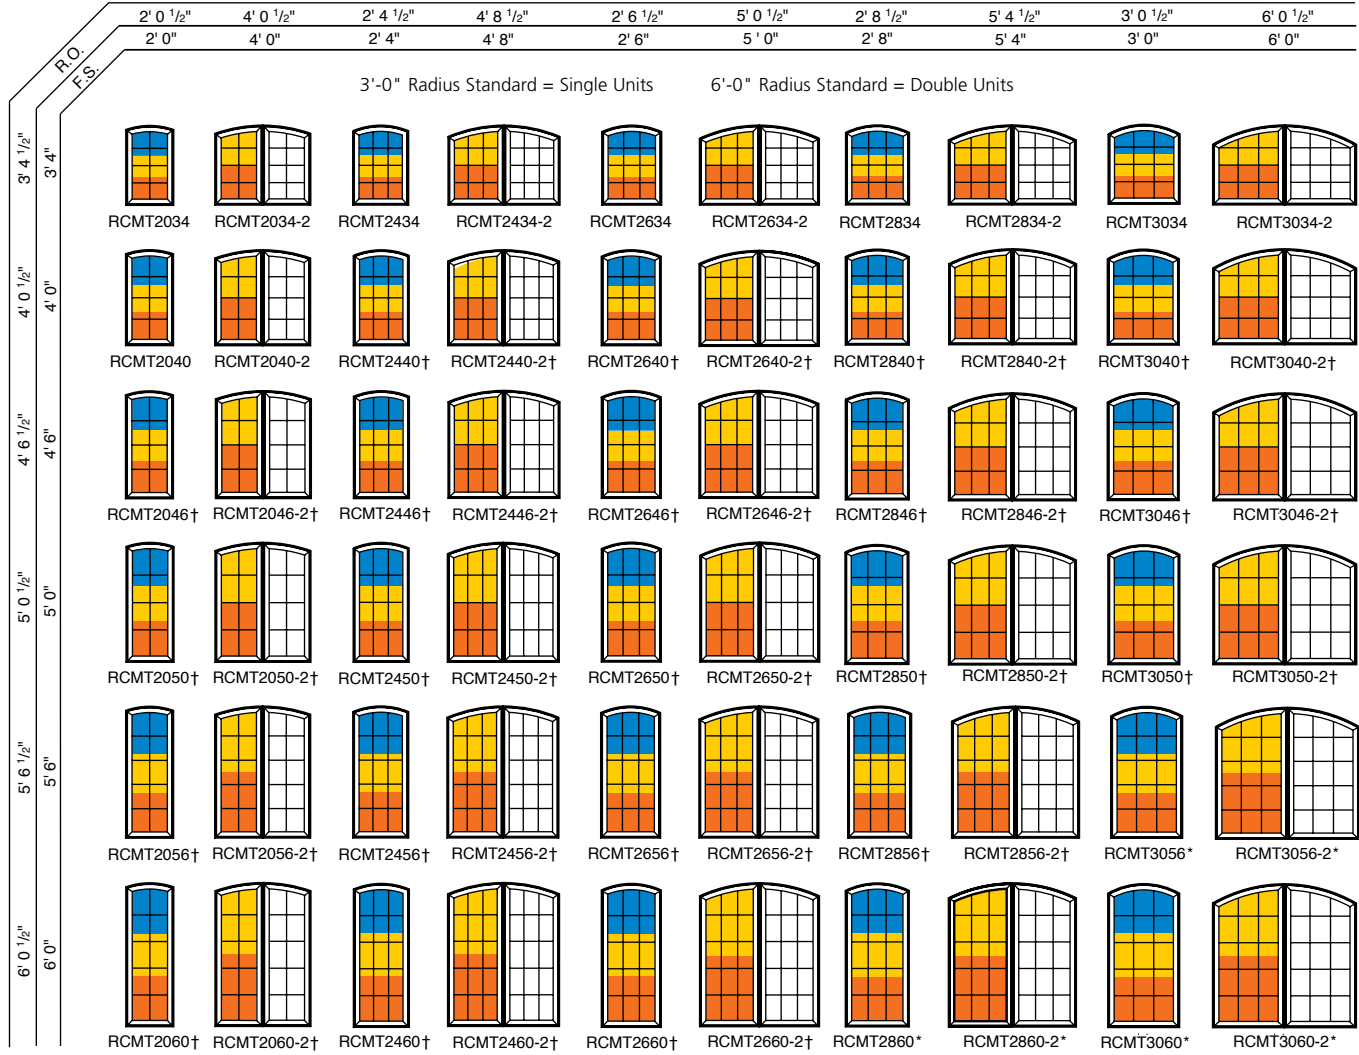 2' 0 1/2" 4' 0 1/2" 2' 4 1/2" 4' 8 1/2" 2' 6 1/2" 5' 0 1/2" 2' 8 1/2" 5' 4 1/2" 3' 0 1/2" 6' 0 1/2"
R.O.
2' 0" 4' 0" 2' 4" 4' 8" 2' 6" 5' 0" 2' 8" 5' 4" 3' 0" 6' 0"
F.S.
3'-0" Radius Standard = Single Units 6'-0" Radius Standard = Double Units
3' 4 1/2" 3' 4"
RCMT2034 RCMT2034-2 RCMT2434 RCMT2434-2 RCMT2634 RCMT2634-2 RCMT2834 RCMT2834-2 RCMT3034 RCMT3034-2
4' 0 1/2" 4' 0"
RCMT2040 RCMT2040-2 RCMT2440† RCMT2440-2† RCMT2640† RCMT2640-2† RCMT2840† RCMT2840-2† RCMT3040† RCMT3040-2†
4' 6 1/2" 4' 6"
RCMT2046† RCMT2046-2† RCMT2446† RCMT2446-2† RCMT2646† RCMT2646-2† RCMT2846† RCMT2846-2† RCMT3046† RCMT3046-2†
5' 0 1/2" 5' 0"
RCMT2050† RCMT2050-2† RCMT2450† RCMT2450-2† RCMT2650† RCMT2650-2† RCMT2850† RCMT2850-2† RCMT3050† RCMT3050-2†
5' 6 1/2" 5' 6"
RCMT2056† RCMT2056-2† RCMT2456† RCMT2456-2† RCMT2656† RCMT2656-2† RCMT2856† RCMT2856-2† RCMT3056* RCMT3056-2*
6' 0 1/2" 6' 0"
RCMT2060† RCMT2060-2† RCMT2460† RCMT2460-2† RCMT2660† RCMT2660-2† RCMT2860* RCMT2860-2* RCMT3060* RCMT3060-2*